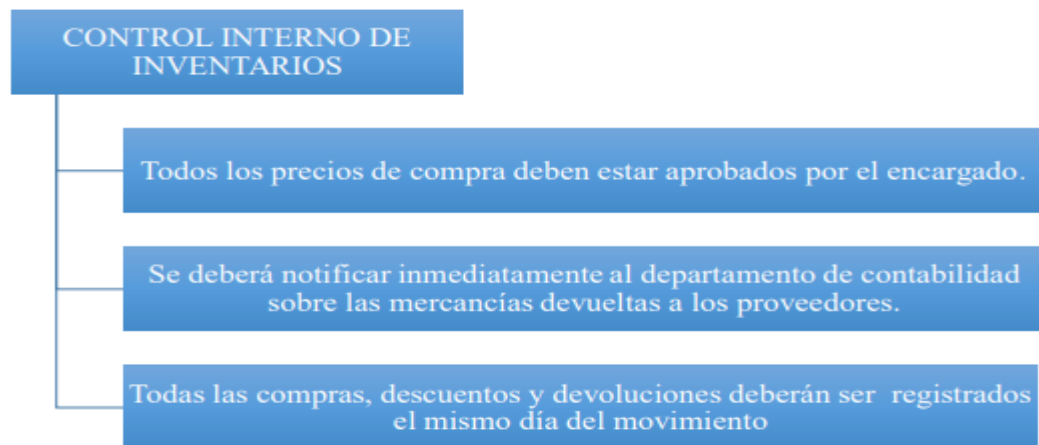 CONTROL INTERNO DE
INVENTARIOS
Todos los precios de compra deben estar aprobados por el encargado.
Se deberá notificar inmediatamente al departamento de contabilidad
sobre las mercancías devueltas a los proveedores.
Todas las compras, descuentos y devoluciones deberán ser registrados
el mismo día del movimiento